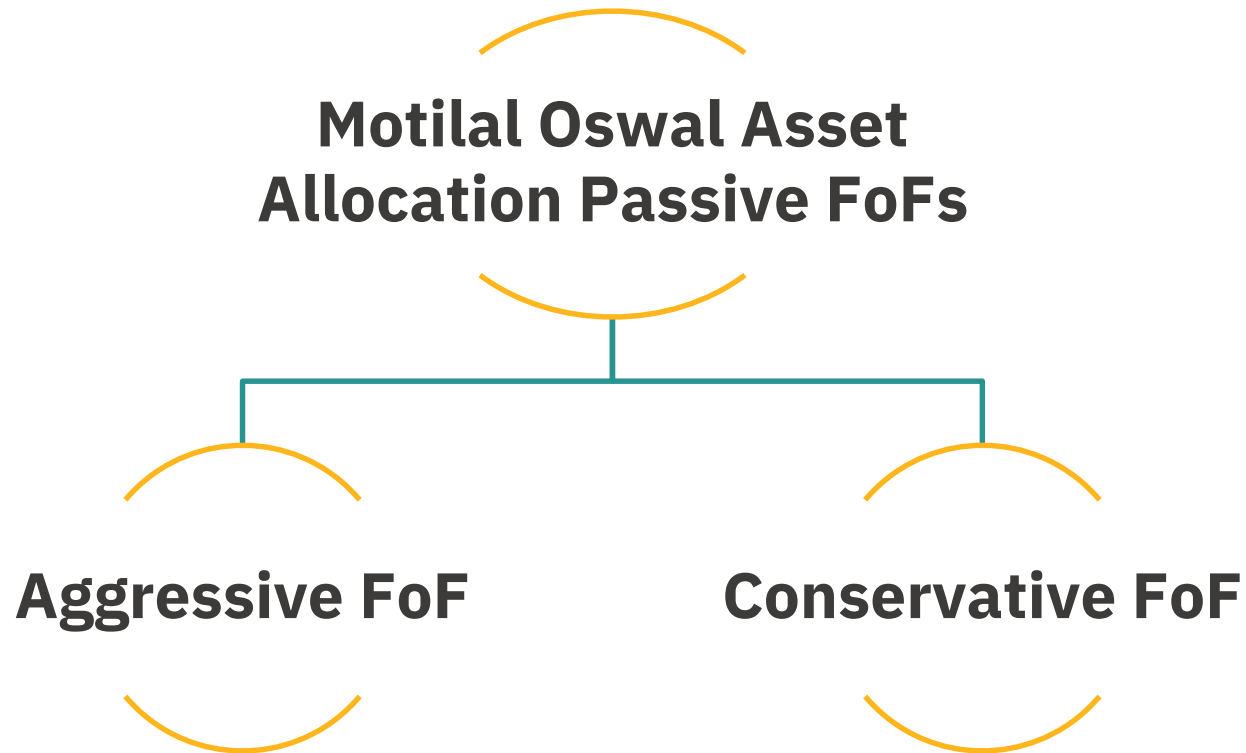 Motilal Oswal Asset
Allocation Passive FoFs
Aggressive FoF
Conservative FoF